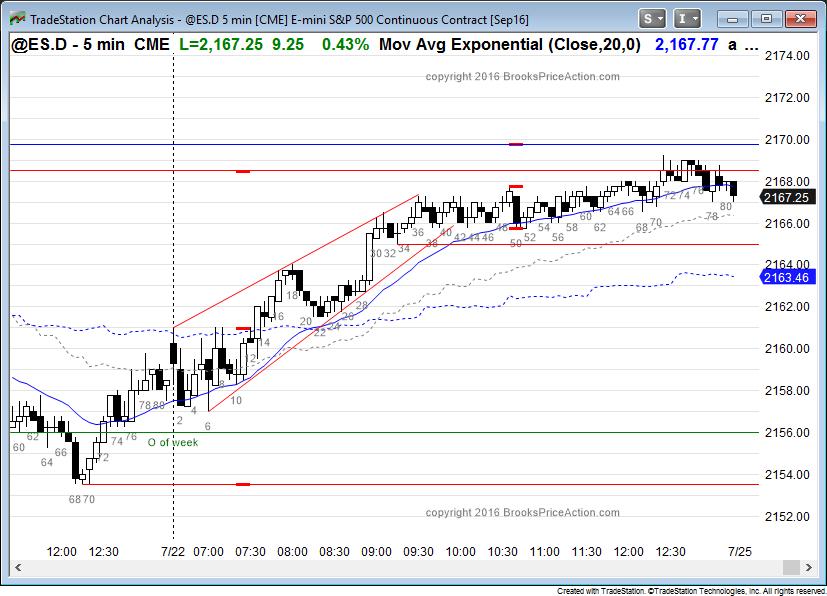 TradeStation Chart Analysis - @ES.D 5 min [CME] E-mini S&P 500 Continuous Contract [Sep16]
S I
@ES.D - 5 min CME L=2,167.25 9.25 0.43% Mov Avg Exponential (Close,20,0) 2,167.77 a ...
copyright 2016 BrooksPriceAction.com
2174.00
2172.00
2170.00
2168.00
2167.25
2166.00
2164.00
2163.46
2162.00
2160.00
2158.00
2156.00
2154.00
2152.00
60 62 64 66 68 70 72 74 76 78 80
2 4 6 8 10 12 14 16 18 20 22 24 26 28 30 32 34 36 38 40 42 44 46 48 50 52 54 56 58 60 62 64 66 68 70 72 74 76 78 80
O of week
copyright 2016 BrooksPriceAction.com
12:00 12:30 7/22 07:00 07:30 08:00 08:30 09:00 09:30 10:00 10:30 11:00 11:30 12:00 12:30 7/25
Created with TradeStation. ©TradeStation Technologies, Inc. All rights reserved.